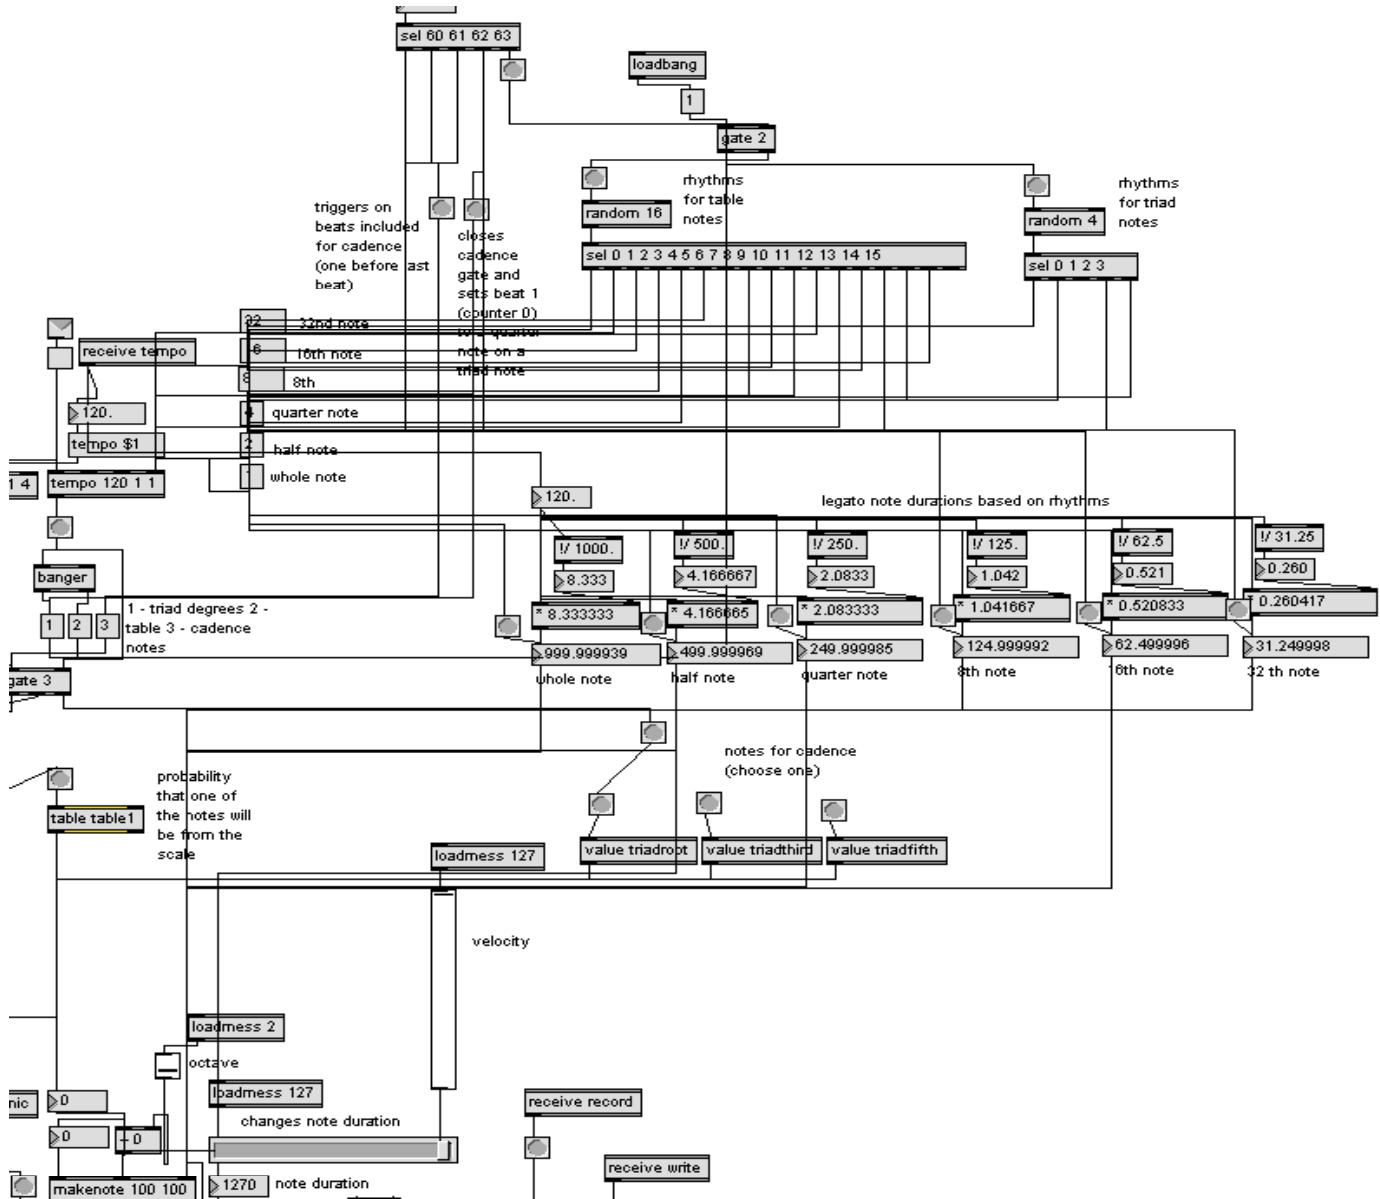 sel 60 61 62 63
loadbang
1
gate 2
rhythms
for table
notes
rhythms
for triad
notes
random 16
random 4
sel 0 1 2 3 4 5 6 7 8 9 10 11 12 13 14 15
sel 0 1 2 3
triggers on
beats included
for cadence
(one before last
beat)
closes
cadence
gate and
sets beat 1
(counter 0)
to a quarter
note on a
triad note
32
32nd note
receive tempo
16th note
8
8th
120.
4
quarter note
tempo $1
2
half note
1 4
tempo 120 1 1
whole note
120.
legato note durations based on rhythms
!/ 1000.
!/ 500.
!/ 250.
!/ 125.
!/ 62.5
!/ 31.25
banger
8.333
4.166667
2.0833
1.042
0.521
0.260
1
2
3
1 - triad degrees 2 -
table 3 - cadence
notes
* 8.333333
* 4.166665
* 2.083333
* 1.041667
* 0.520833
* 0.260417
999.999939
499.999969
249.999985
124.999992
62.499996
31.249998
gate 3
whole note
half note
quarter note
8th note
16th note
32 th note
notes for cadence
(choose one)
probability
that one of
the notes will
be from the
scale
table table1
value triadroot
value triadthird
value triadfifth
loadmess 127
velocity
loadmess 2
octave
loadmess 127
nic
0
receive record
changes note duration
0
+ 0
receive write
makenote 100 100
1270
note duration